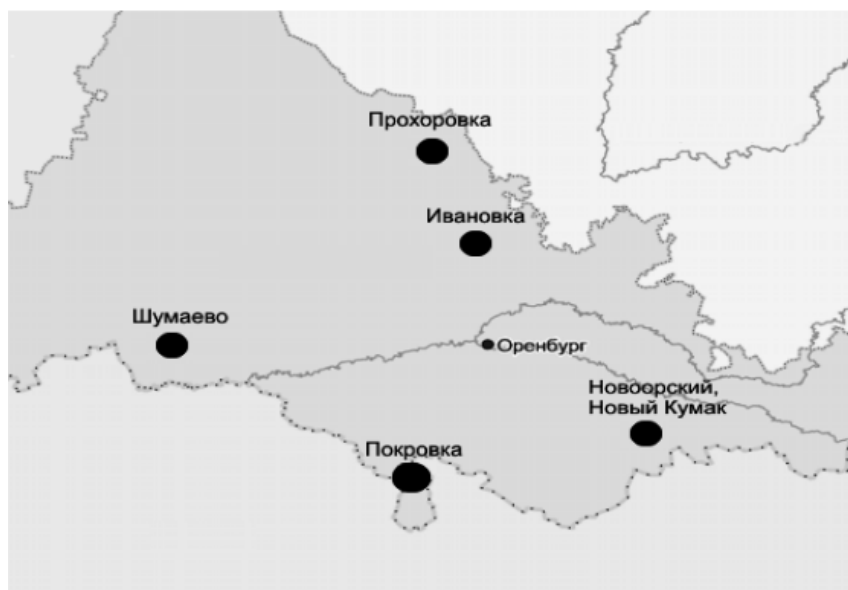 Прохоровка
Ивановка
Шумаево
Оренбург
Новоорский,
Новый Кумак
Покровка